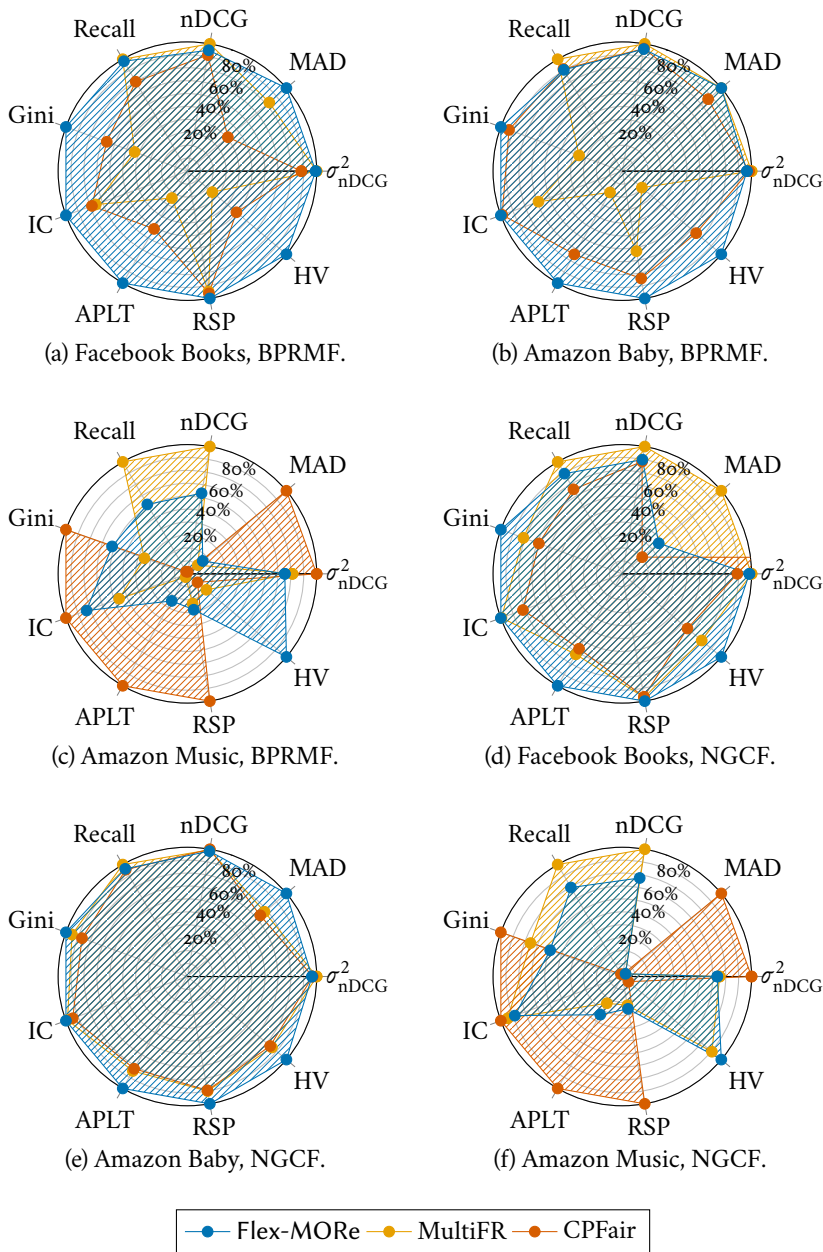 nDCG
Recall
MAD
Gini
80%
60%
40%
20%
σ²nDCG
IC
HV
APLT
RSP
(a) Facebook Books, BPRMF.
nDCG
Recall
MAD
Gini
80%
60%
40%
20%
σ²nDCG
IC
HV
APLT
RSP
(b) Amazon Baby, BPRMF.
nDCG
Recall
MAD
Gini
80%
60%
40%
20%
σ²nDCG
IC
HV
APLT
RSP
(c) Amazon Music, BPRMF.
nDCG
Recall
MAD
Gini
80%
60%
40%
20%
σ²nDCG
IC
HV
APLT
RSP
(d) Facebook Books, NGCF.
nDCG
Recall
MAD
Gini
80%
60%
40%
20%
σ²nDCG
IC
HV
APLT
RSP
(e) Amazon Baby, NGCF.
nDCG
Recall
MAD
Gini
80%
60%
40%
20%
σ²nDCG
IC
HV
APLT
RSP
(f) Amazon Music, NGCF.
Flex-MORe MultiFR CPFair